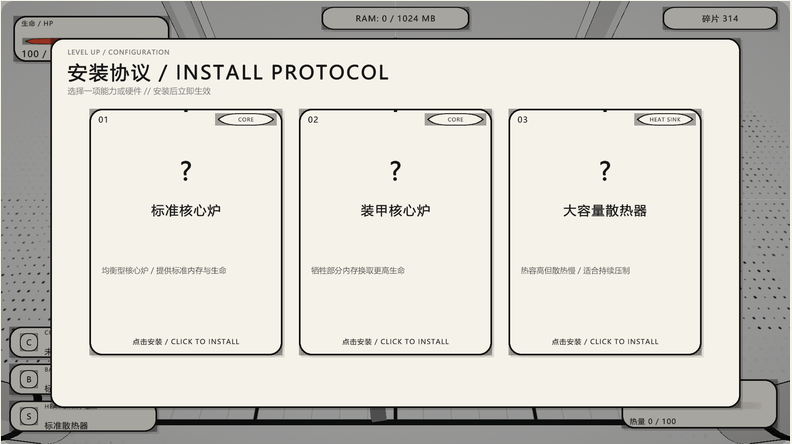 生命 / HP
RAM: 0 / 1024 MB
碎片 314
100 /
LEVEL UP / CONFIGURATION
安装协议 / INSTALL PROTOCOL
选择一项能力或硬件 // 安装后立即生效
01
CORE
?
标准核心炉
均衡型核心炉 / 提供标准内存与生命
点击安装 / CLICK TO INSTALL
02
CORE
?
装甲核心炉
牺牲部分内存换取更高生命
点击安装 / CLICK TO INSTALL
03
HEAT SINK
?
大容量散热器
热容高但散热慢 / 适合持续压制
点击安装 / CLICK TO INSTALL
C
B
S
标准散热器
热量 0 / 100